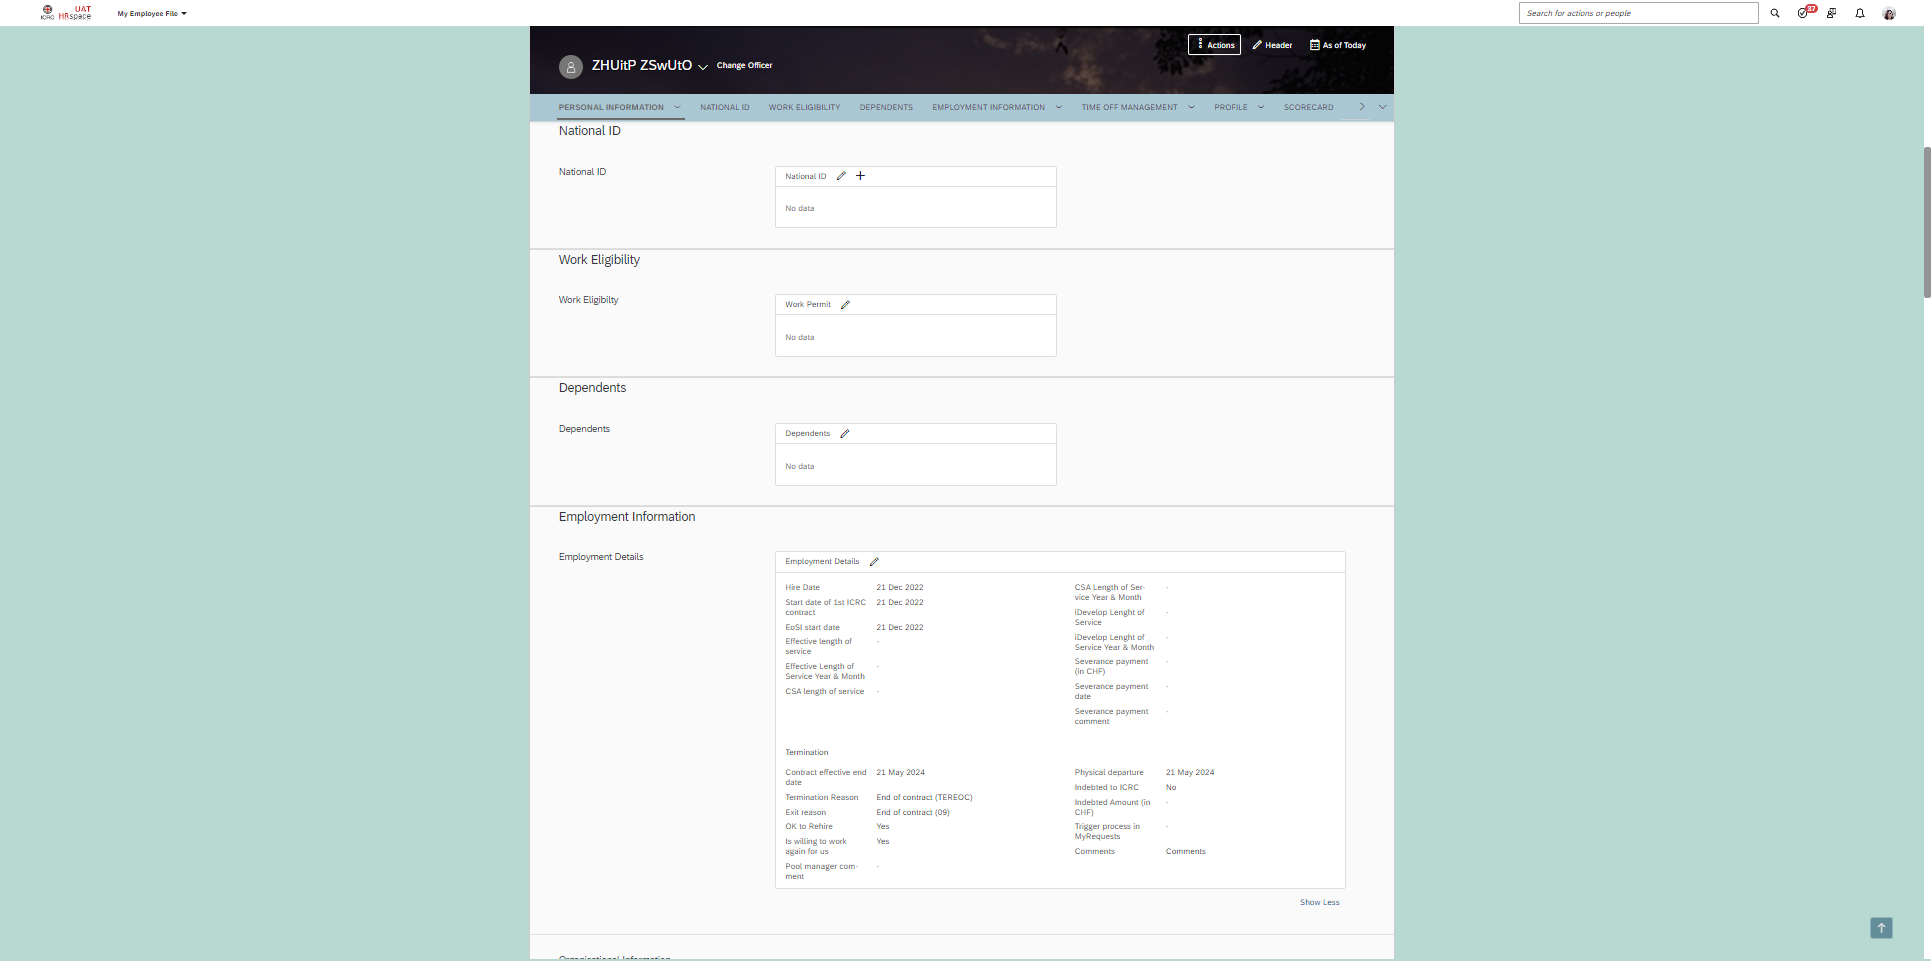 ICRC
UAT
HRspace
My Employee File
Search for actions or people
37
Actions
Header
As of Today
ZHUitP ZSwUtO
Change Officer
PERSONAL INFORMATION
NATIONAL ID
WORK ELIGIBILITY
DEPENDENTS
EMPLOYMENT INFORMATION
TIME OFF MANAGEMENT
PROFILE
SCORECARD
National ID
National ID
National ID
No data
Work Eligibility
Work Eligibilty
Work Permit
No data
Dependents
Dependents
Dependents
No data
Employment Information
Employment Details
Employment Details
Hire Date 21 Dec 2022
Start date of 1st ICRC 21 Dec 2022
contract
EoSI start date 21 Dec 2022
Effective length of -
service
Effective Length of -
Service Year & Month
CSA length of service -
CSA Length of Ser- -
vice Year & Month
iDevelop Lenght of -
Service
iDevelop Lenght of -
Service Year & Month
Severance payment -
(in CHF)
Severance payment -
date
Severance payment -
comment
Termination
Contract effective end 21 May 2024
date
Termination Reason End of contract (TEREOC)
Exit reason End of contract (09)
OK to Rehire Yes
Is willing to work Yes
again for us
Pool manager com- -
ment
Physical departure 21 May 2024
Indebted to ICRC No
Indebted Amount (in -
CHF)
Trigger process in -
MyRequests
Comments Comments
Show Less
Organisational Information